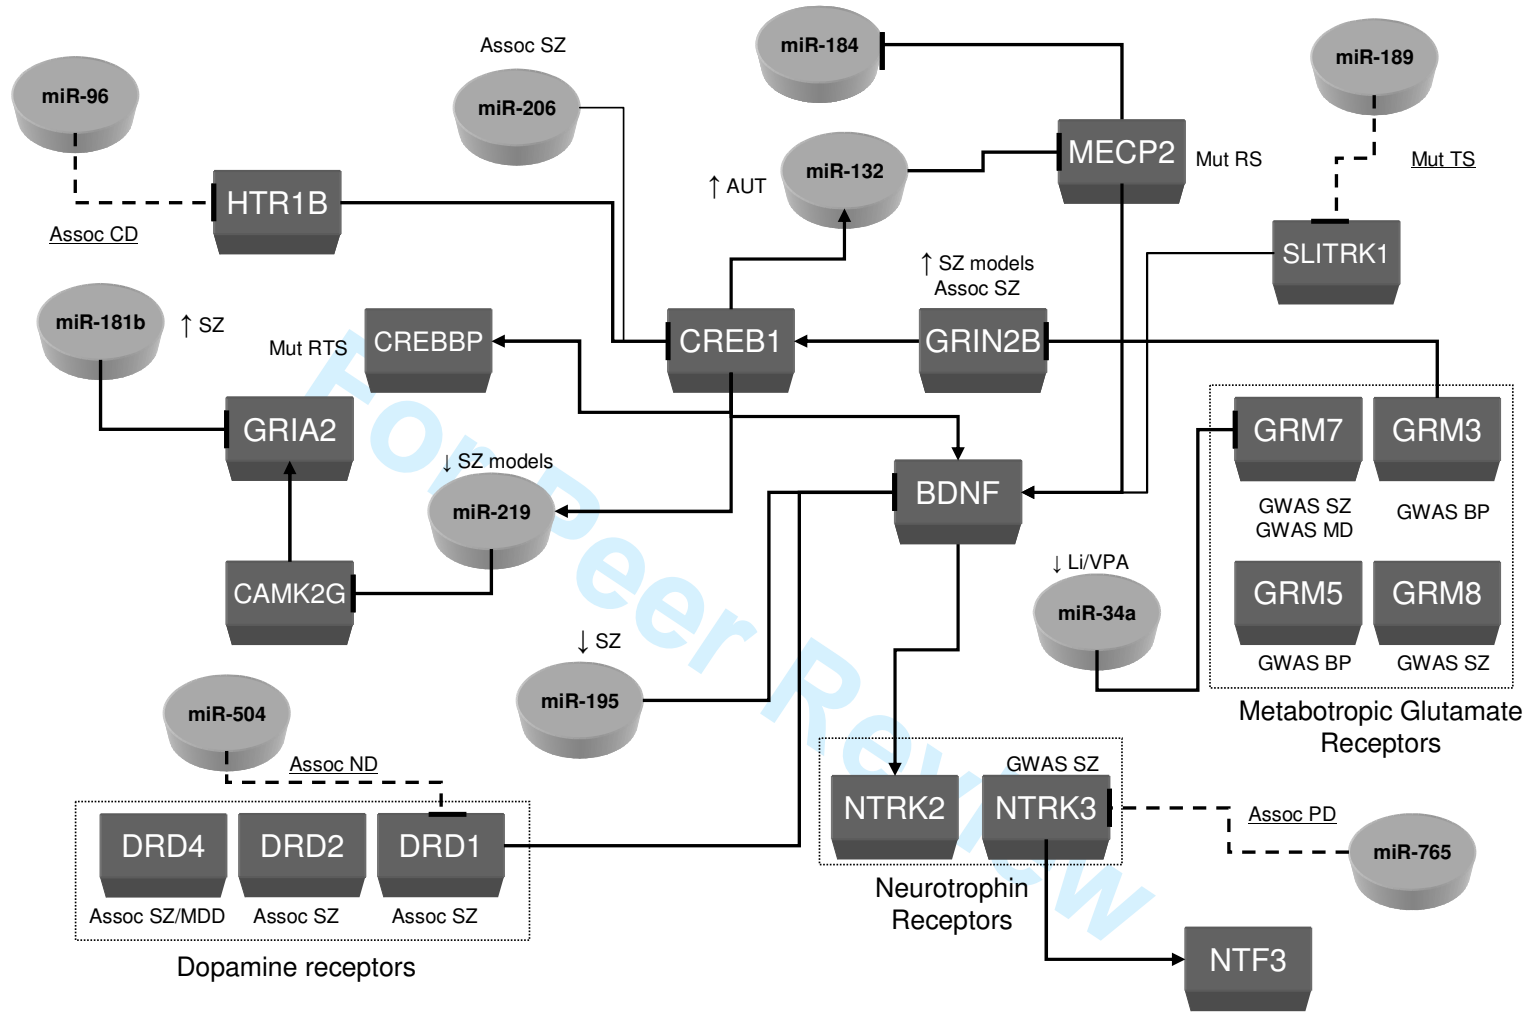 Assoc SZ
miR-184
miR-189
miR-96
miR-206
MECP2
Mut RS
Mut TS
miR-132
↑ AUT
HTR1B
Assoc CD
SLITRK1
↑ SZ models
Assoc SZ
miR-181b
↑ SZ
Mut RTS
CREBBP
CREB1
GRIN2B
GRIA2
GRM7
GRM3
↓ SZ models
miR-219
BDNF
GWAS SZ
GWAS MD
GWAS BP
↓ Li/VPA
CAMK2G
miR-34a
GRM5
GRM8
GWAS BP
GWAS SZ
↓ SZ
miR-195
Metabotropic Glutamate
Receptors
miR-504
Assoc ND
GWAS SZ
NTRK2
NTRK3
Assoc PD
miR-765
DRD4
DRD2
DRD1
Assoc SZ/MDD
Assoc SZ
Assoc SZ
Neurotrophin
Receptors
Dopamine receptors
NTF3
For Peer Review